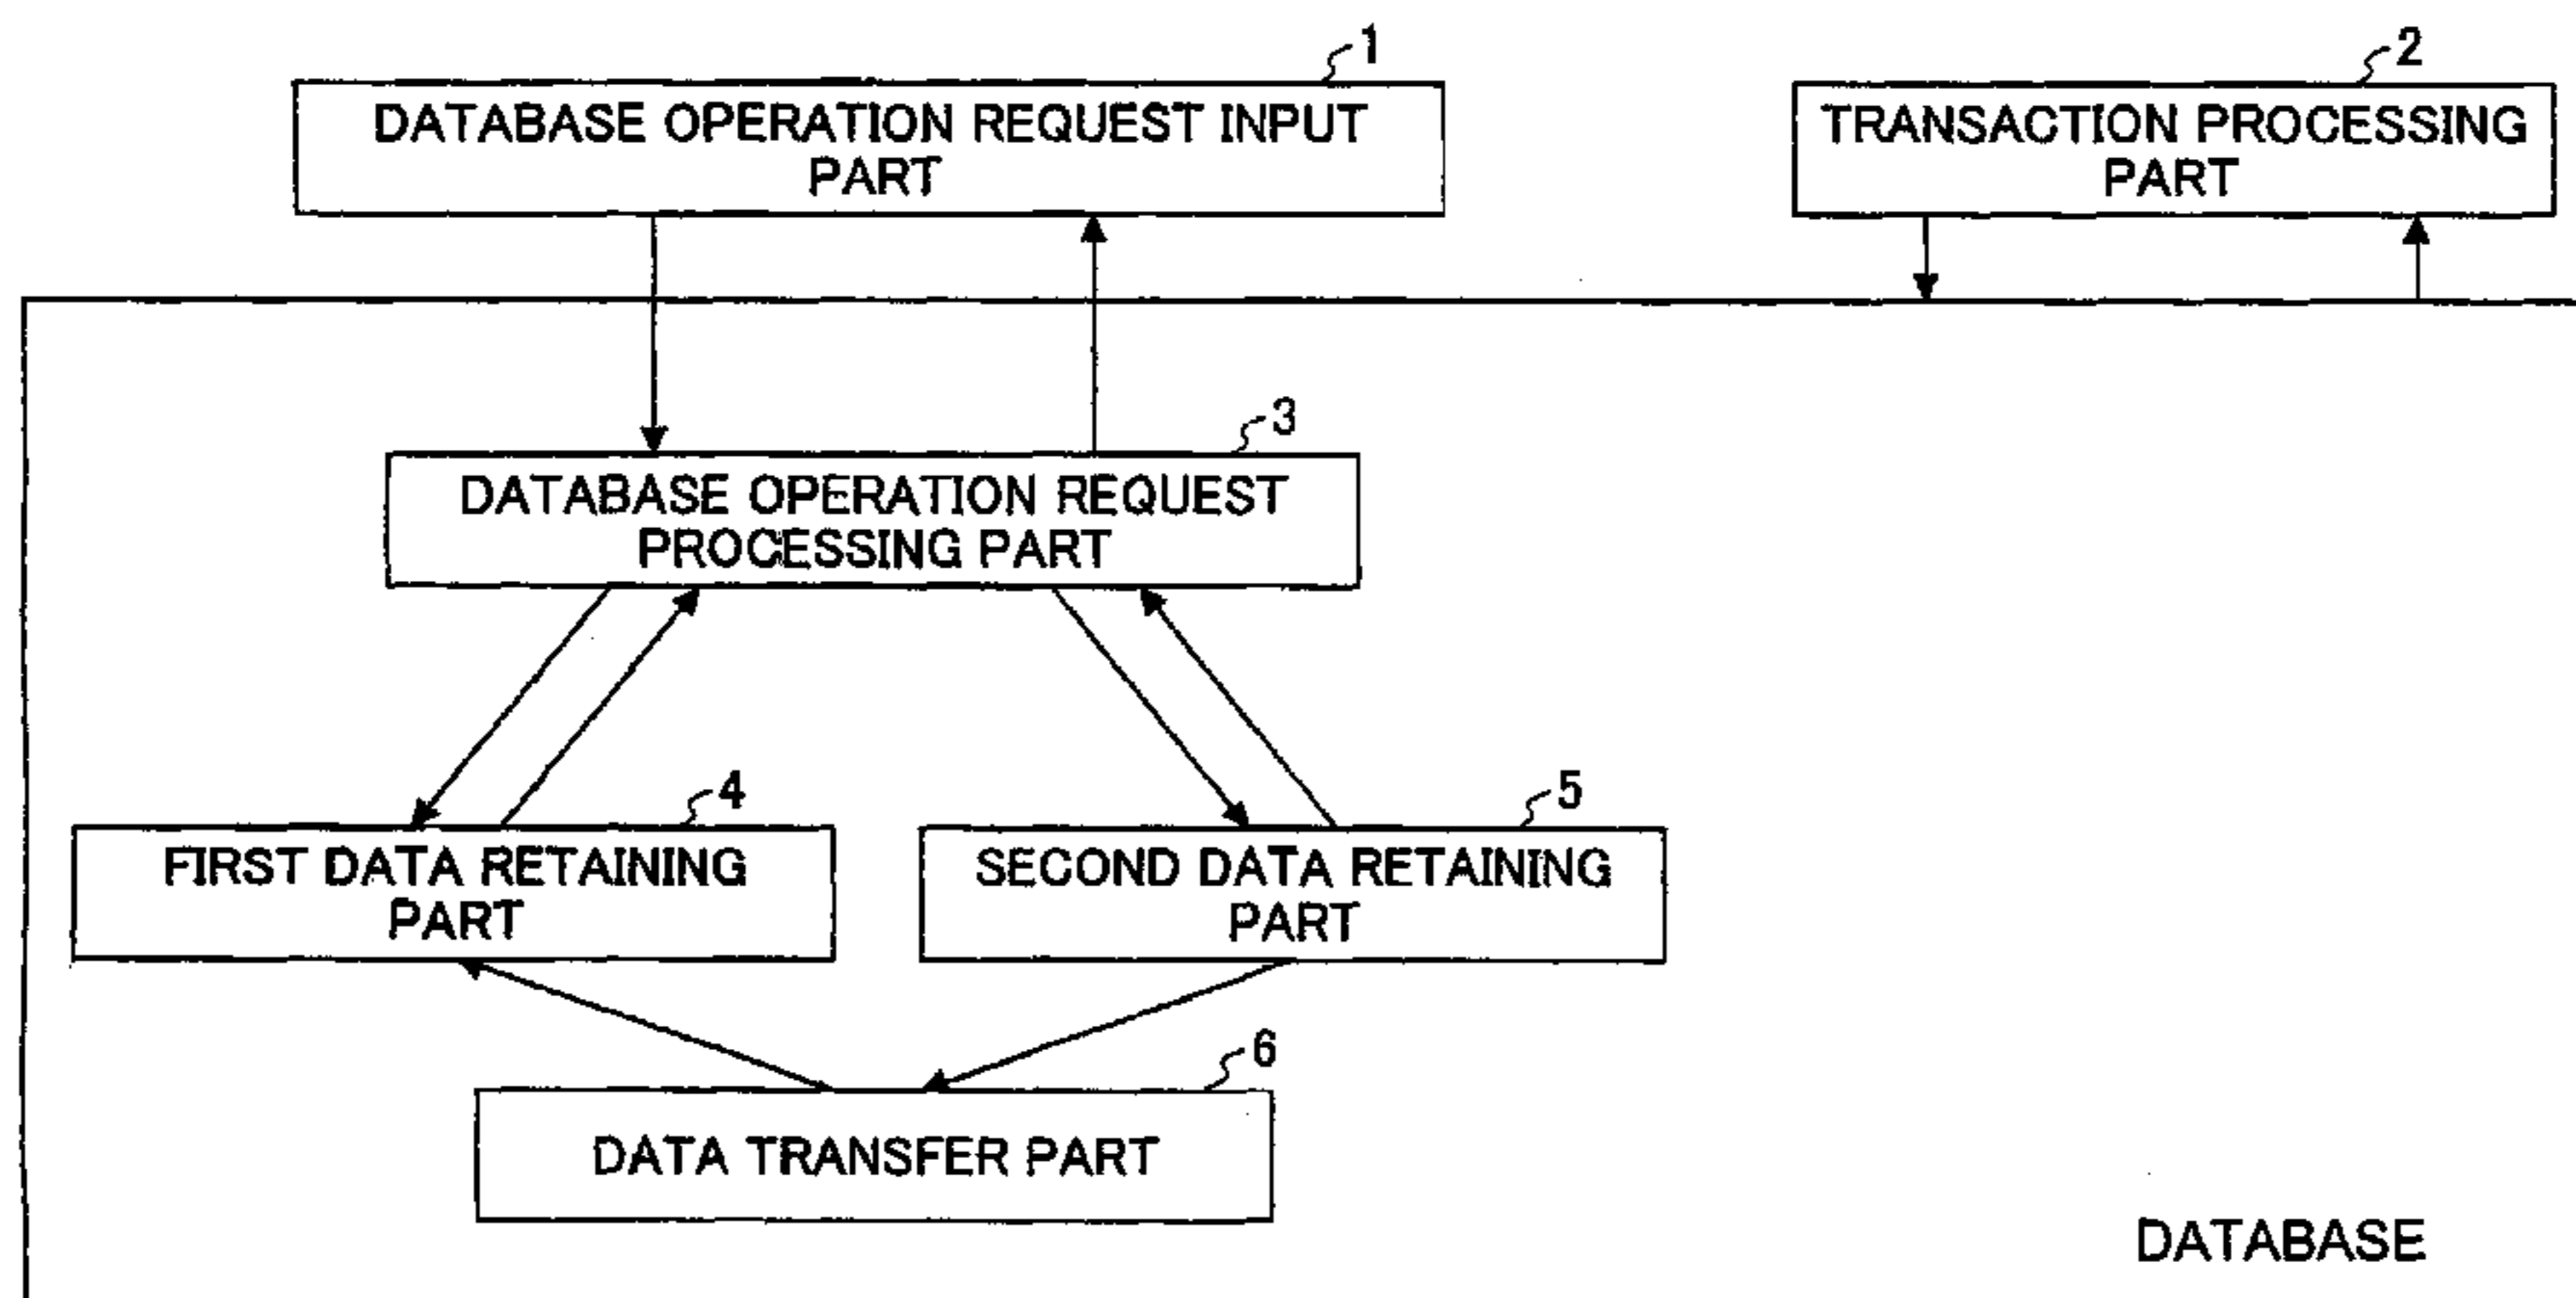 1
DATABASE OPERATION REQUEST INPUT
PART
2
TRANSACTION PROCESSING
PART
3
DATABASE OPERATION REQUEST
PROCESSING PART
4
FIRST DATA RETAINING
PART
5
SECOND DATA RETAINING
PART
6
DATA TRANSFER PART
DATABASE